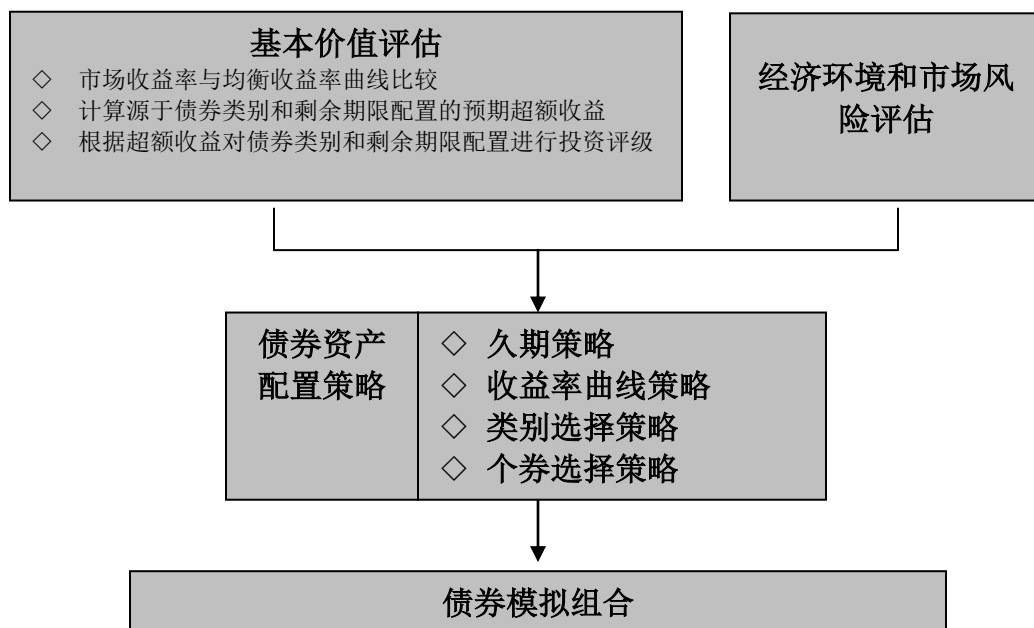 基本价值评估
◇ 市场收益率与均衡收益率曲线比较
◇ 计算源于债券类别和剩余期限配置的预期超额收益
◇ 根据超额收益对债券类别和剩余期限配置进行投资评级
经济环境和市场风
险评估
债券资产
配置策略
◇ 久期策略
◇ 收益率曲线策略
◇ 类别选择策略
◇ 个券选择策略
债券模拟组合